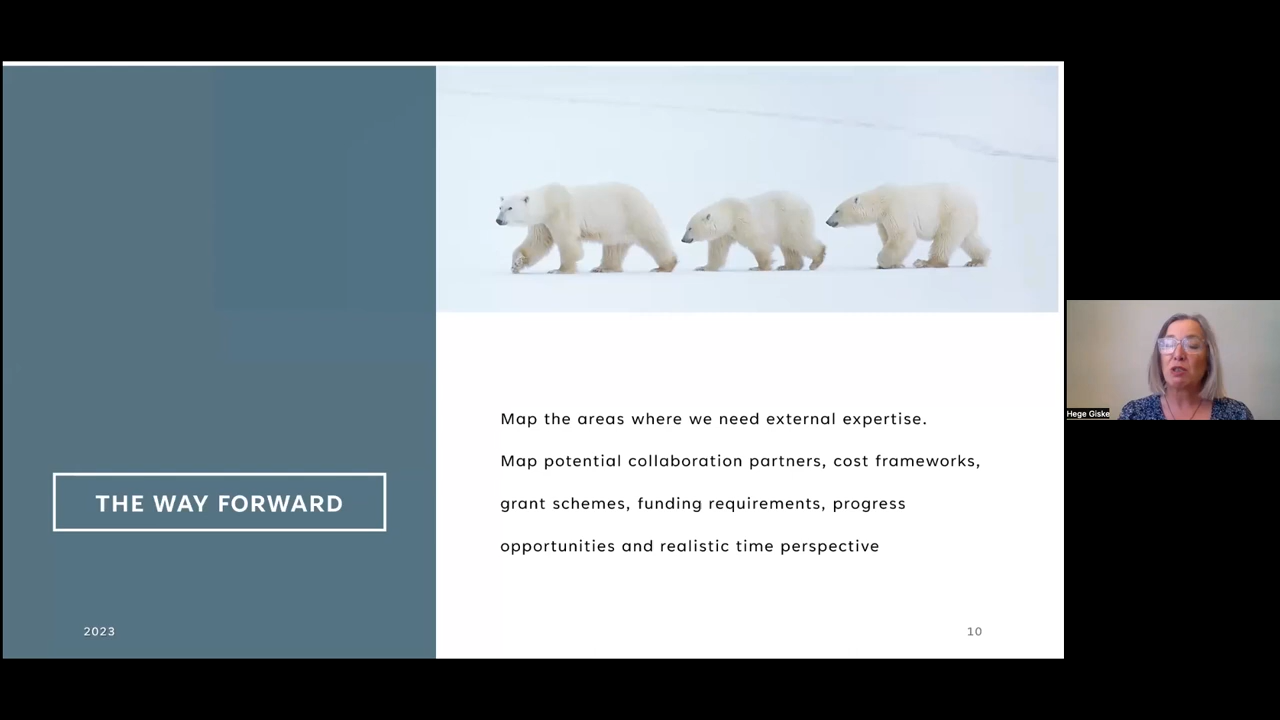 THE WAY FORWARD
2023
Map the areas where we need external expertise.
Map potential collaboration partners, cost frameworks,
grant schemes, funding requirements, progress
opportunities and realistic time perspective
10
Hege Giske